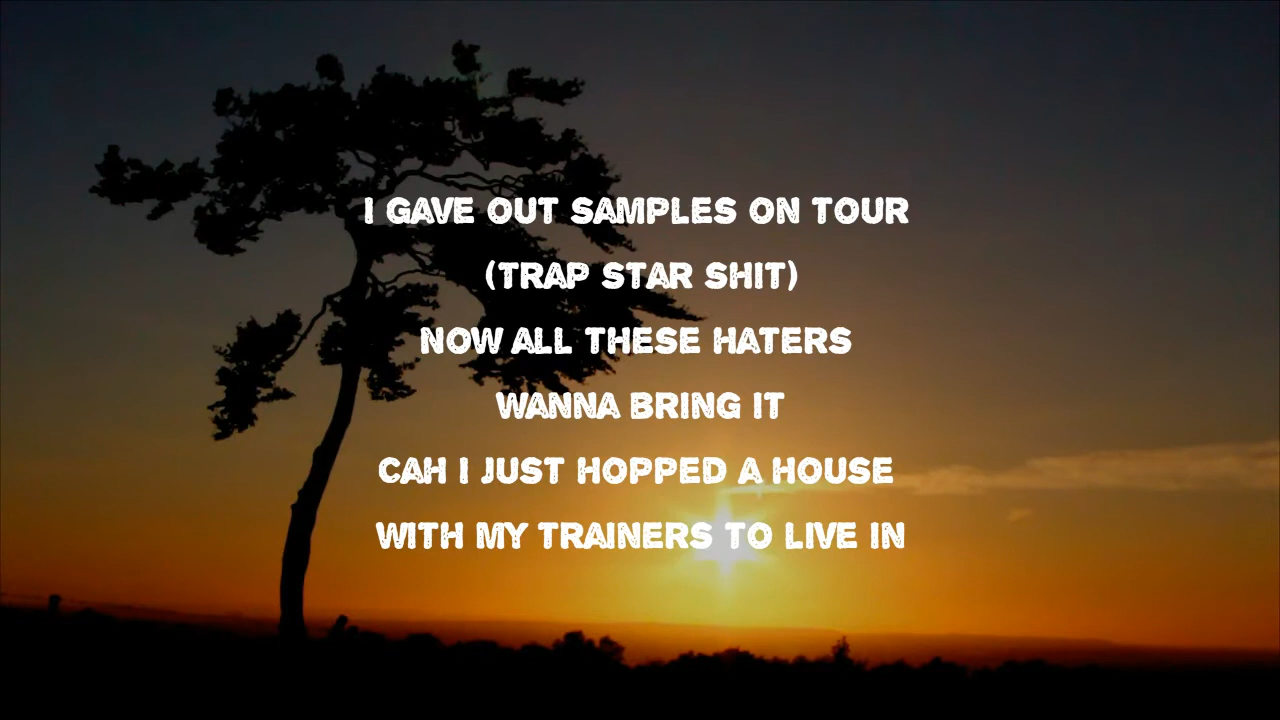 I GAVE OUT SAMPLES ON TOUR
(TRAP STAR SHIT)
NOW ALL THESE HATERS
WANNA BRING IT
CAH I JUST HOPPED A HOUSE
WITH MY TRAINERS TO LIVE IN